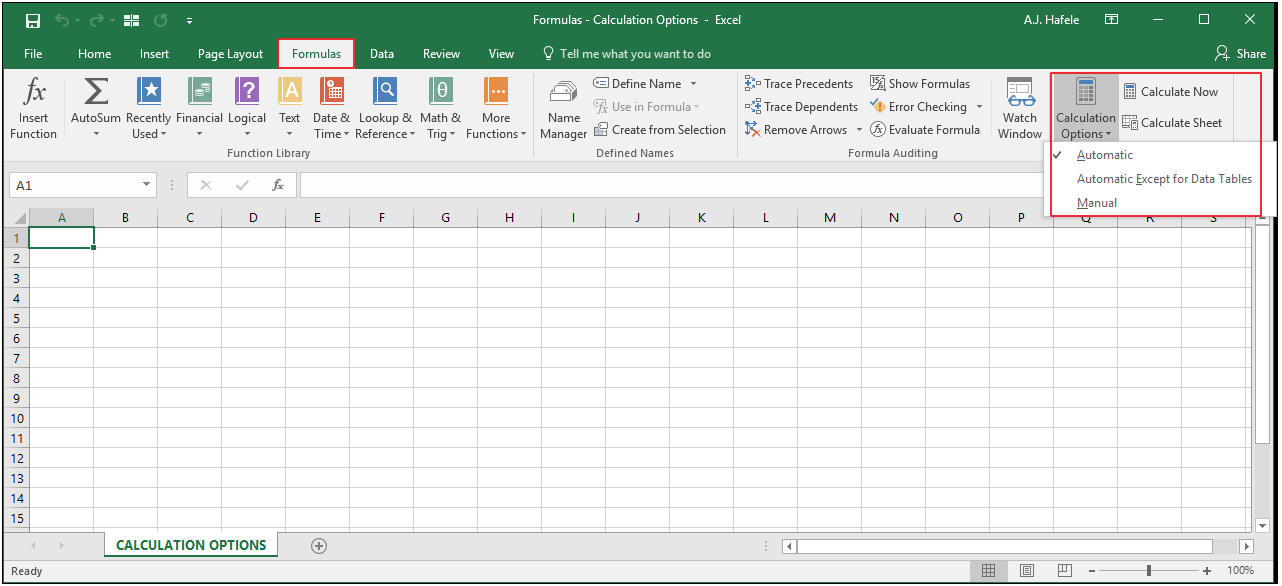 Formulas - Calculation Options - Excel
A.J. Hafele
File Home Insert Page Layout Formulas Data Review View Tell me what you want to do Share
fx
Insert
Function
AutoSum
Recently
Used
Financial
Logical
Text
Date &
Time
Lookup &
Reference
Math &
Trig
More
Functions
Function Library
Name
Manager
Define Name
Use in Formula
Create from Selection
Defined Names
Trace Precedents
Trace Dependents
Remove Arrows
Show Formulas
Error Checking
Evaluate Formula
Formula Auditing
Watch
Window
Calculation
Options
Calculate Now
Calculate Sheet
Automatic
Automatic Except for Data Tables
Manual
A1
fx
A B C D E F G H I J K L M N O P Q R S
1
2
3
4
5
6
7
8
9
10
11
12
13
14
15
CALCULATION OPTIONS
Ready
100%